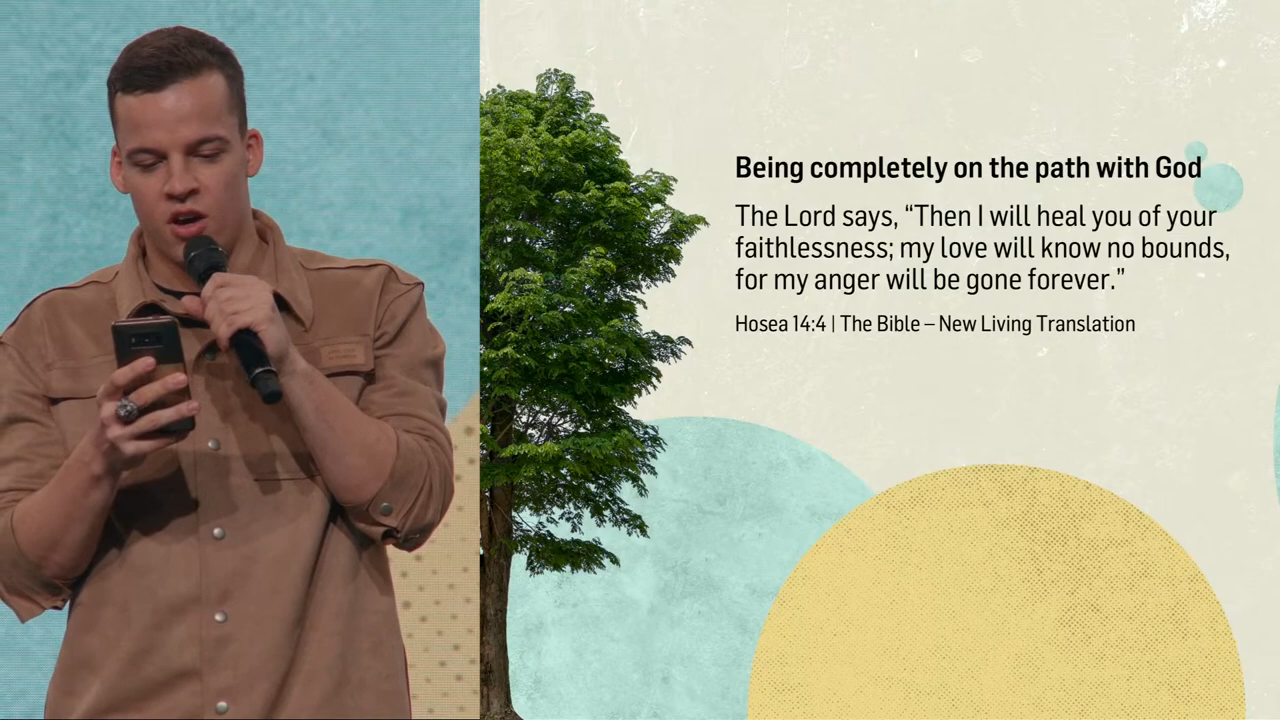 Being completely on the path with God
The Lord says, “Then I will heal you of your
faithlessness; my love will know no bounds,
for my anger will be gone forever.”
Hosea 14:4 | The Bible – New Living Translation